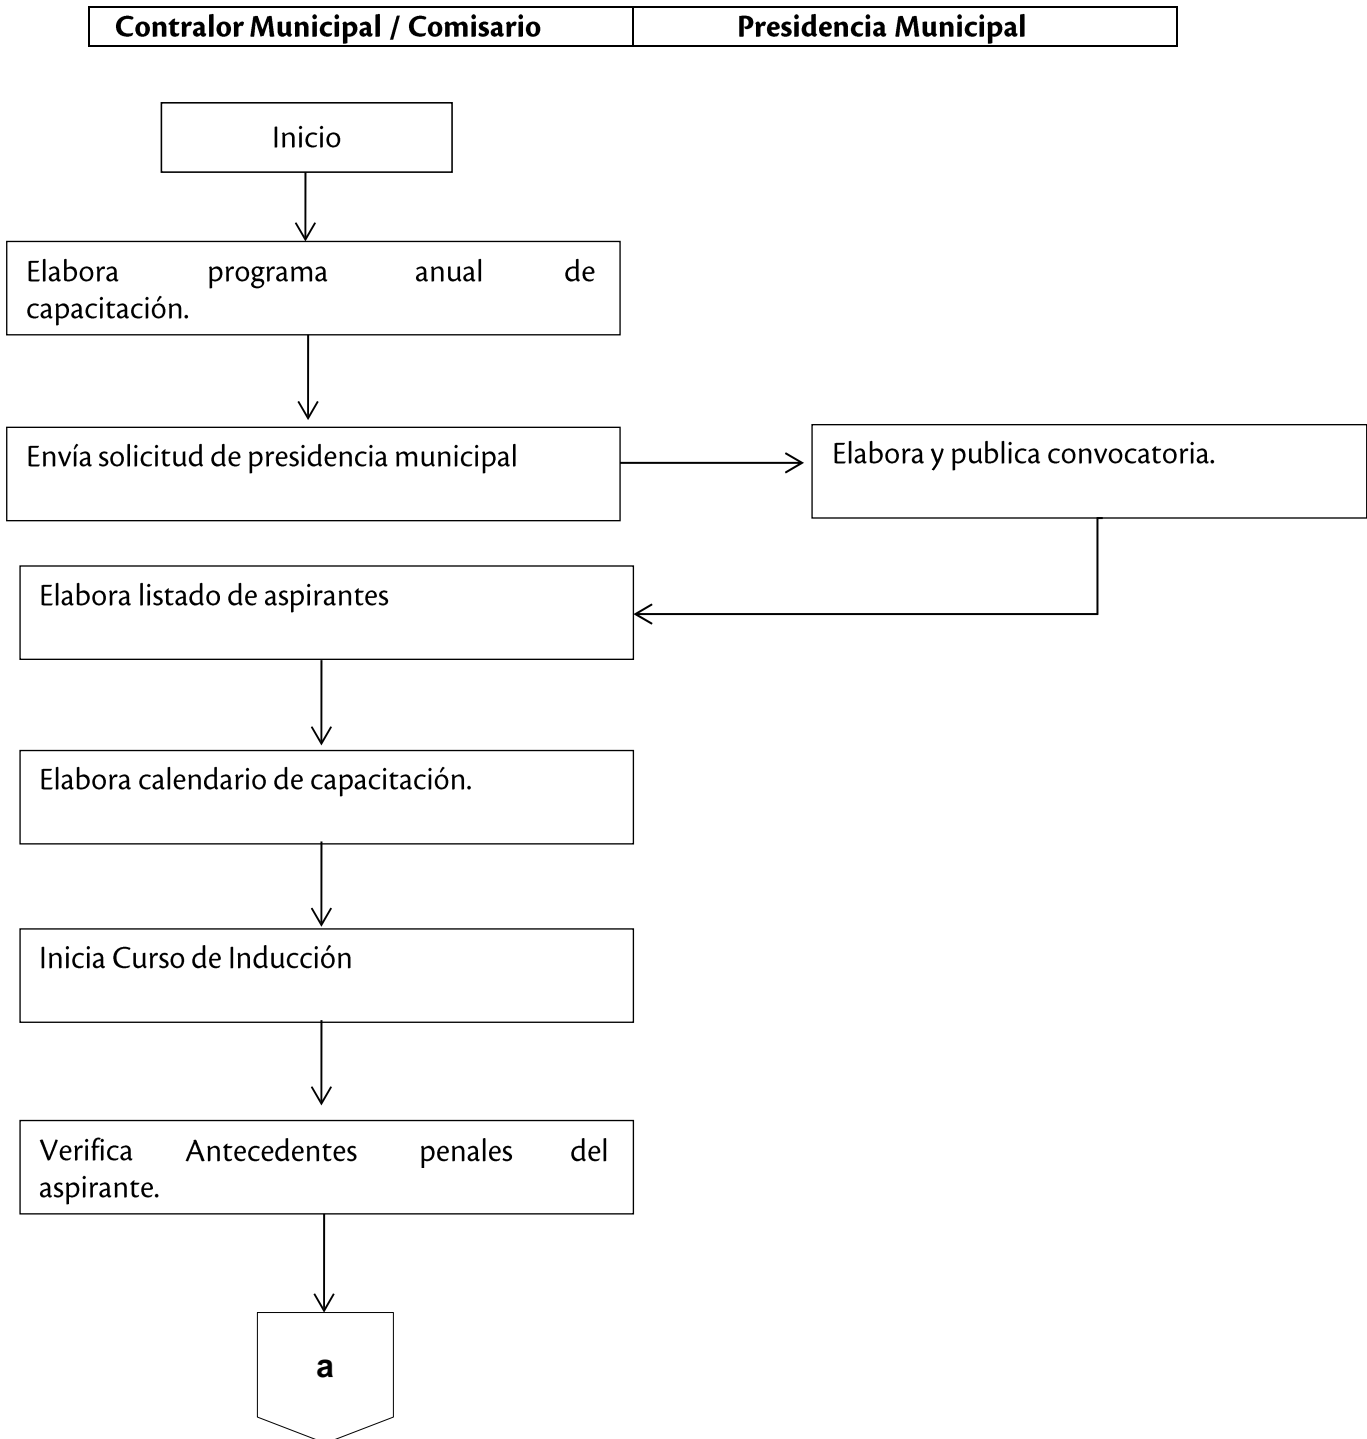 Contralor Municipal / Comisario
Presidencia Municipal
Inicio
Elabora programa anual de
capacitación.
Envía solicitud de presidencia municipal
Elabora y publica convocatoria.
Elabora listado de aspirantes
Elabora calendario de capacitación.
Inicia Curso de Inducción
Verifica Antecedentes penales del
aspirante.
a